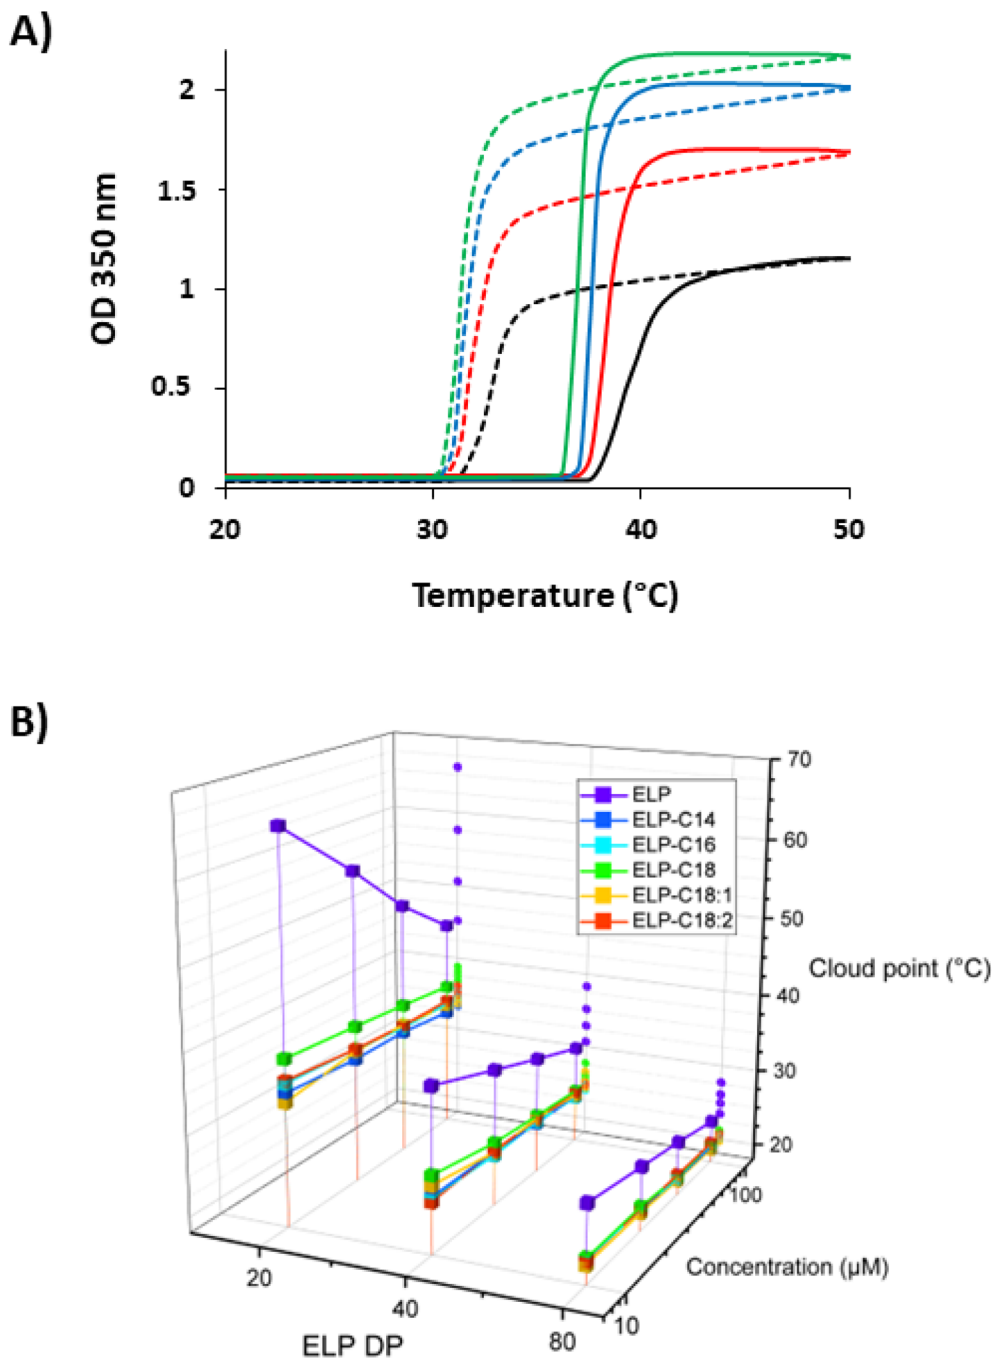 A)
2
1.5
1
0.5
0
OD 350 nm
20 30 40 50
Temperature (°C)
B)
70
60
50
40
30
20
Cloud point (°C)
ELP
ELP-C14
ELP-C16
ELP-C18
ELP-C18:1
ELP-C18:2
100
10
Concentration (µM)
20
40
80
ELP DP